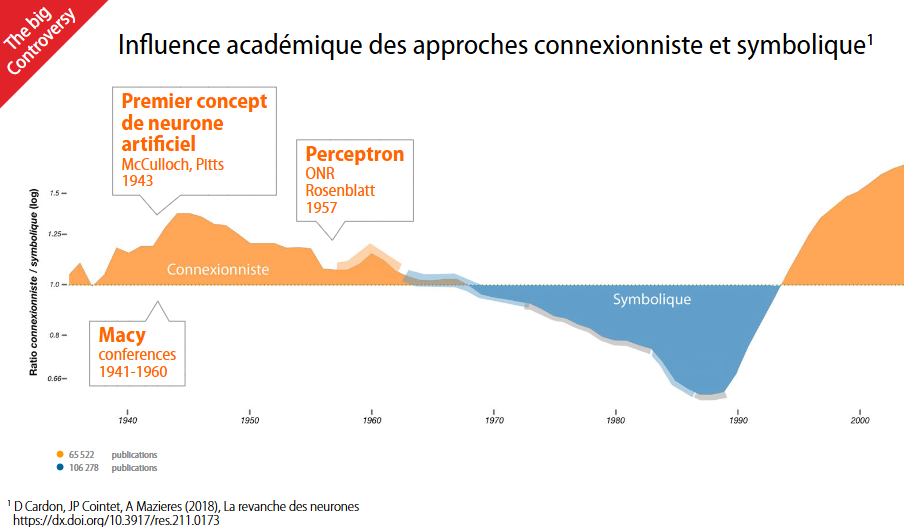 The big
Controversy
Influence académique des approches connexionniste et symbolique¹
Premier concept
de neurone
artificiel
McCulloch, Pitts
1943
Perceptron
ONR
Rosenblatt
1957
Ratio connexionniste / symbolique (log)
1.5
1.25
1.0
0.8
0.66
Connexionniste
Symbolique
Macy
conferences
1941-1960
1940
1950
1960
1970
1980
1990
2000
65 522 publications
106 278 publications
¹ D Cardon, JP Cointet, A Mazieres (2018), La revanche des neurones
https://dx.doi.org/10.3917/res.211.0173